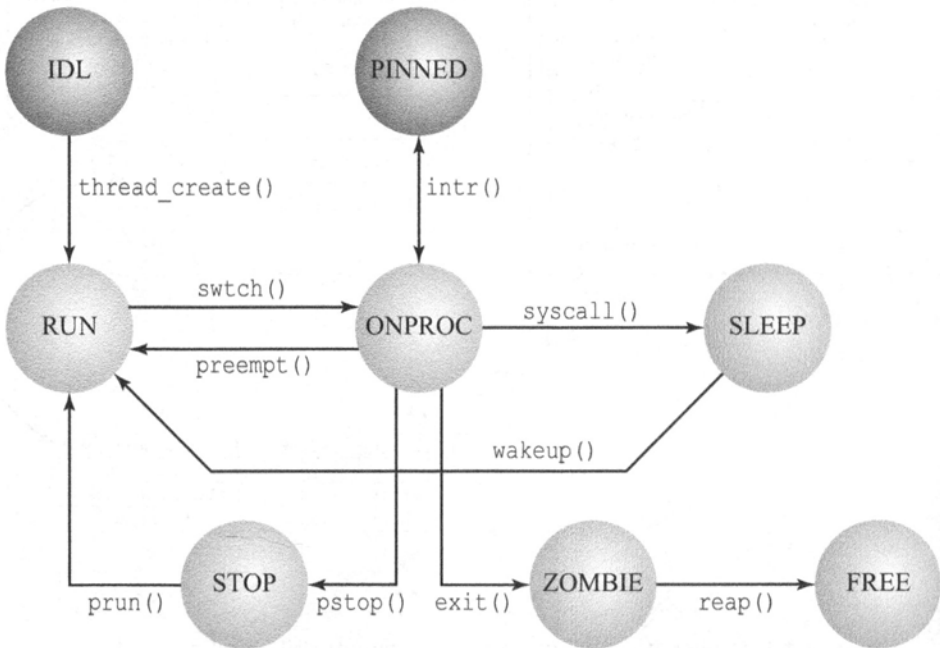 IDL
PINNED
thread_create()
intr()
swtch()
syscall()
RUN
ONPROC
SLEEP
preempt()
wakeup()
STOP
ZOMBIE
FREE
prun()
pstop()
exit()
reap()